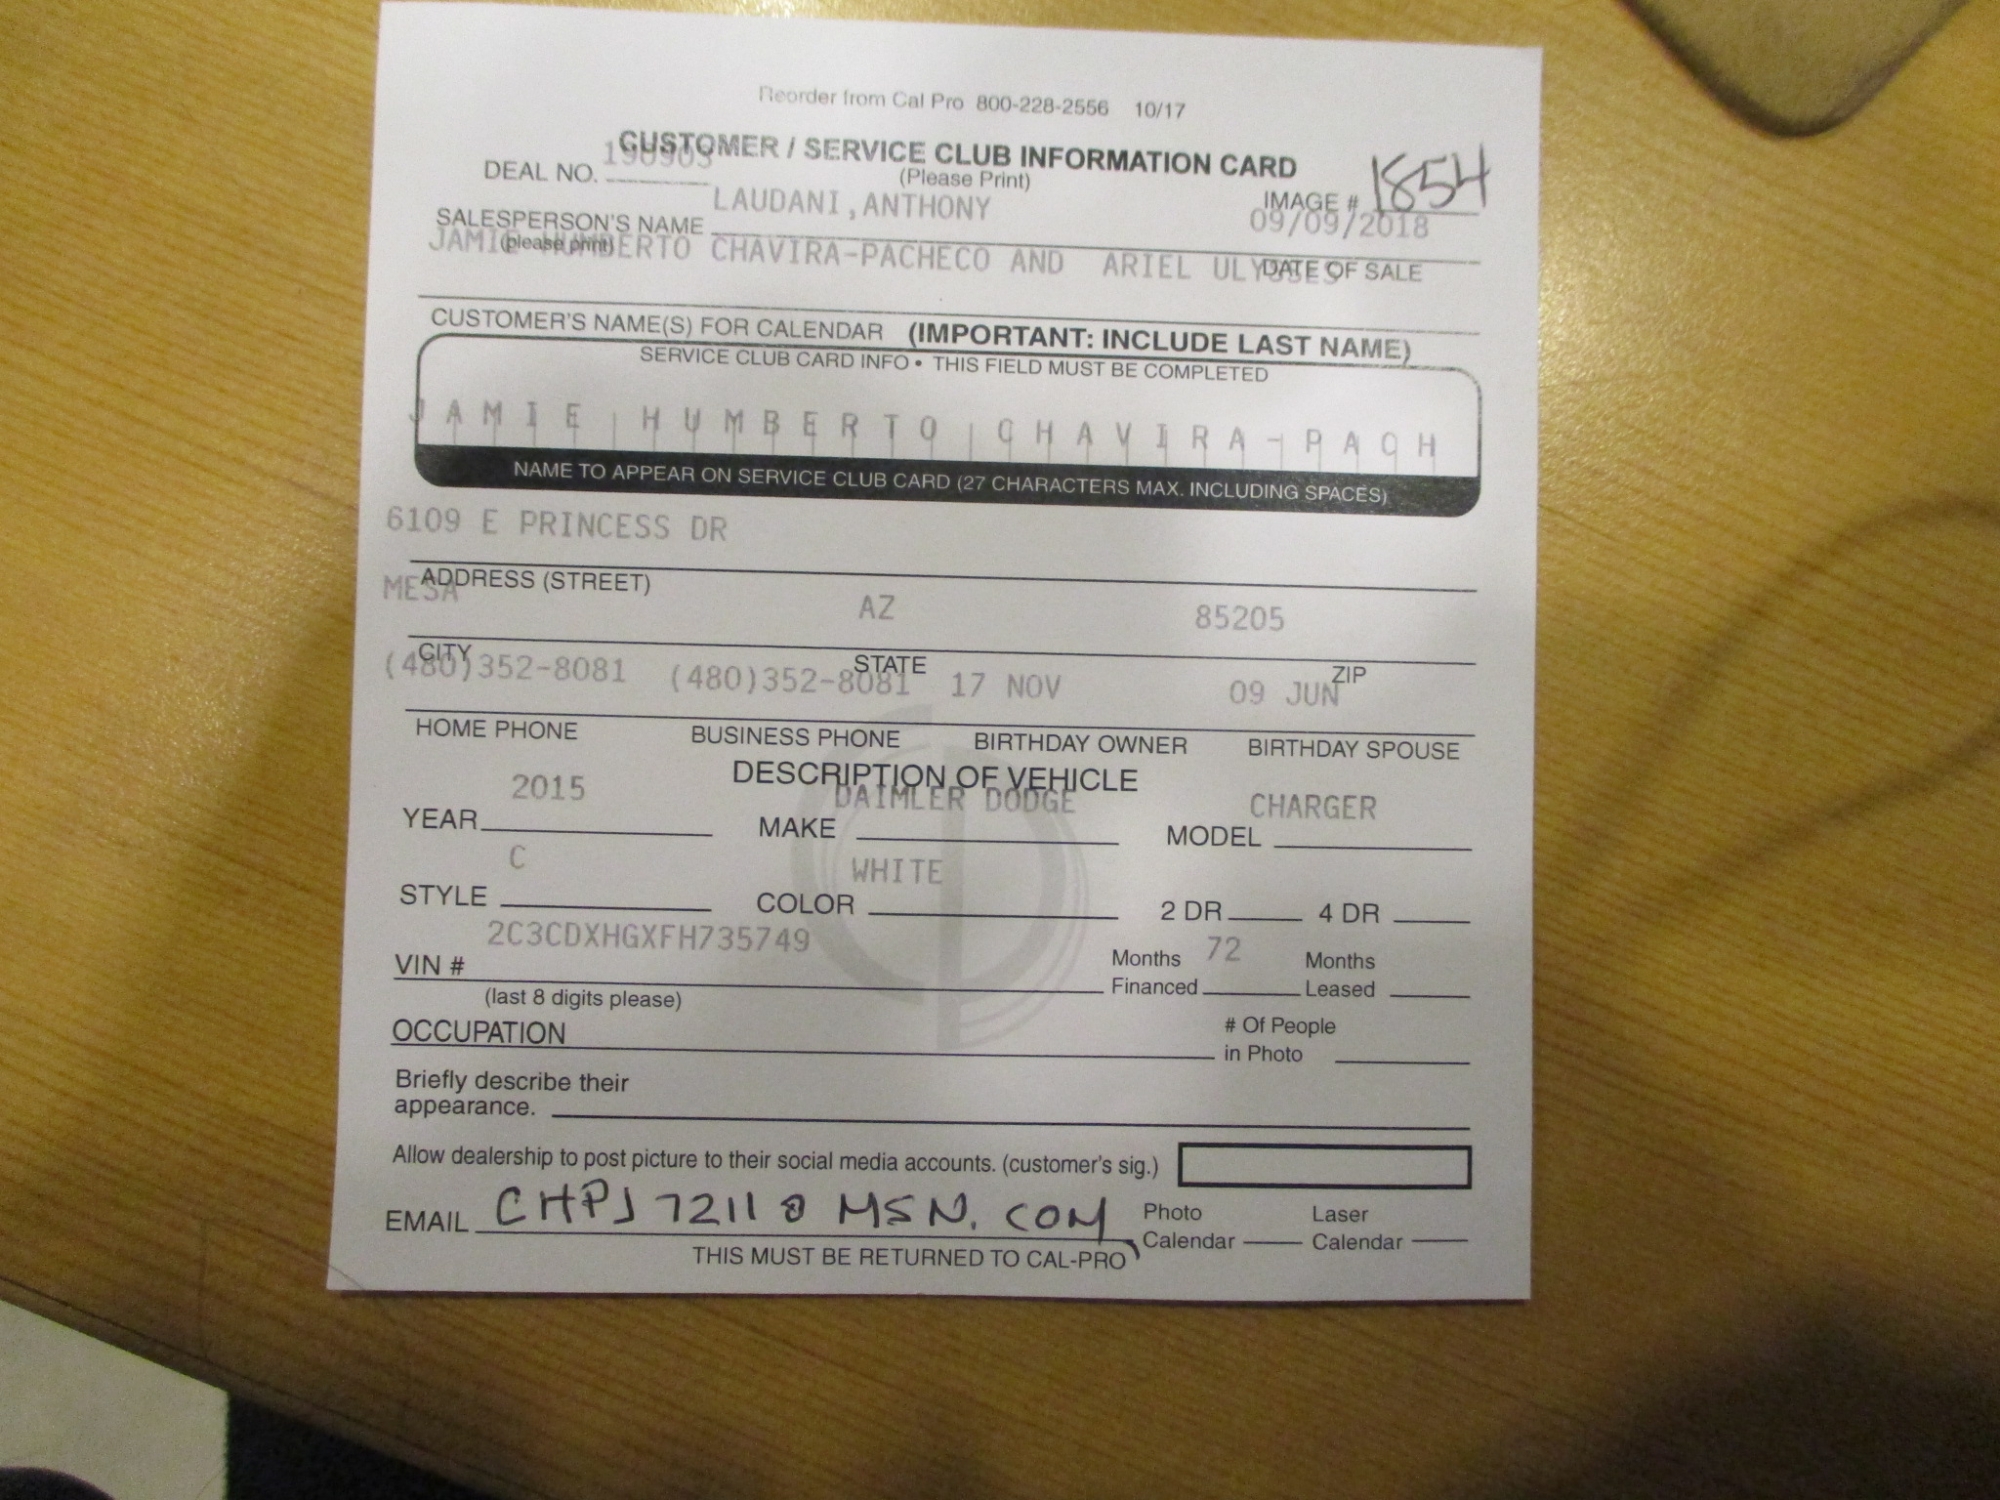 Reorder from Cal Pro 800-228-2556 10/17
CUSTOMER / SERVICE CLUB INFORMATION CARD
(Please Print)
DEAL NO. 190903
IMAGE # 1854
LAUDANI,ANTHONY
09/09/2018
SALESPERSON'S NAME
(please print)
DATE OF SALE
JAMIE HUMBERTO CHAVIRA-PACHECO AND ARIEL ULYSSES
CUSTOMER'S NAME(S) FOR CALENDAR (IMPORTANT: INCLUDE LAST NAME)
SERVICE CLUB CARD INFO • THIS FIELD MUST BE COMPLETED
JAMIE HUMBERTO CHAVIRA-PACH
NAME TO APPEAR ON SERVICE CLUB CARD (27 CHARACTERS MAX. INCLUDING SPACES)
6109 E PRINCESS DR
ADDRESS (STREET)
MESA AZ 85205
CITY STATE ZIP
(480)352-8081 (480)352-8081 17 NOV 09 JUN
HOME PHONE BUSINESS PHONE BIRTHDAY OWNER BIRTHDAY SPOUSE
DESCRIPTION OF VEHICLE
2015 DAIMLER DODGE CHARGER
YEAR MAKE MODEL
C WHITE
STYLE COLOR 2 DR 4 DR
2C3CDXHGXFH735749
VIN #
(last 8 digits please)
Months 72 Months
Financed Leased
OCCUPATION
# Of People
in Photo
Briefly describe their
appearance.
Allow dealership to post picture to their social media accounts. (customer's sig.)
EMAIL CHPJ7211@MSN.COM
Photo Laser
Calendar Calendar
THIS MUST BE RETURNED TO CAL-PRO